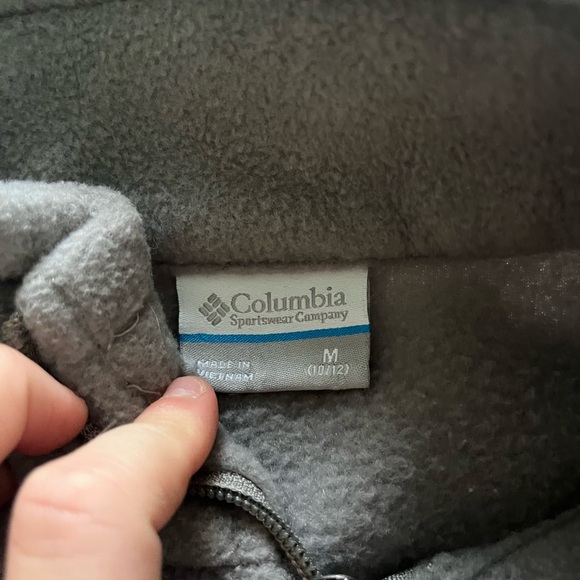 Columbia
Sportswear Company
MADE IN
VIETNAM
M
(10/12)